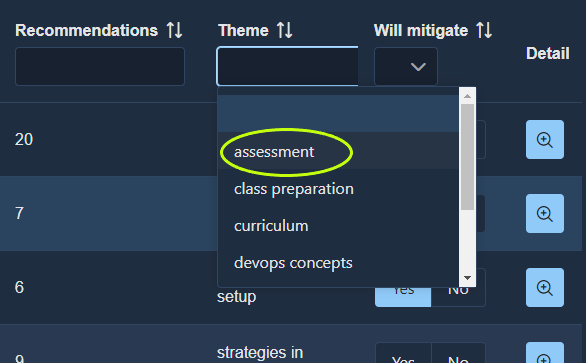 Recommendations
Theme
Will mitigate
Detail
20
assessment
class preparation
7
curriculum
devops concepts
6
setup
Yes
No
9
strategies in
Yes
No